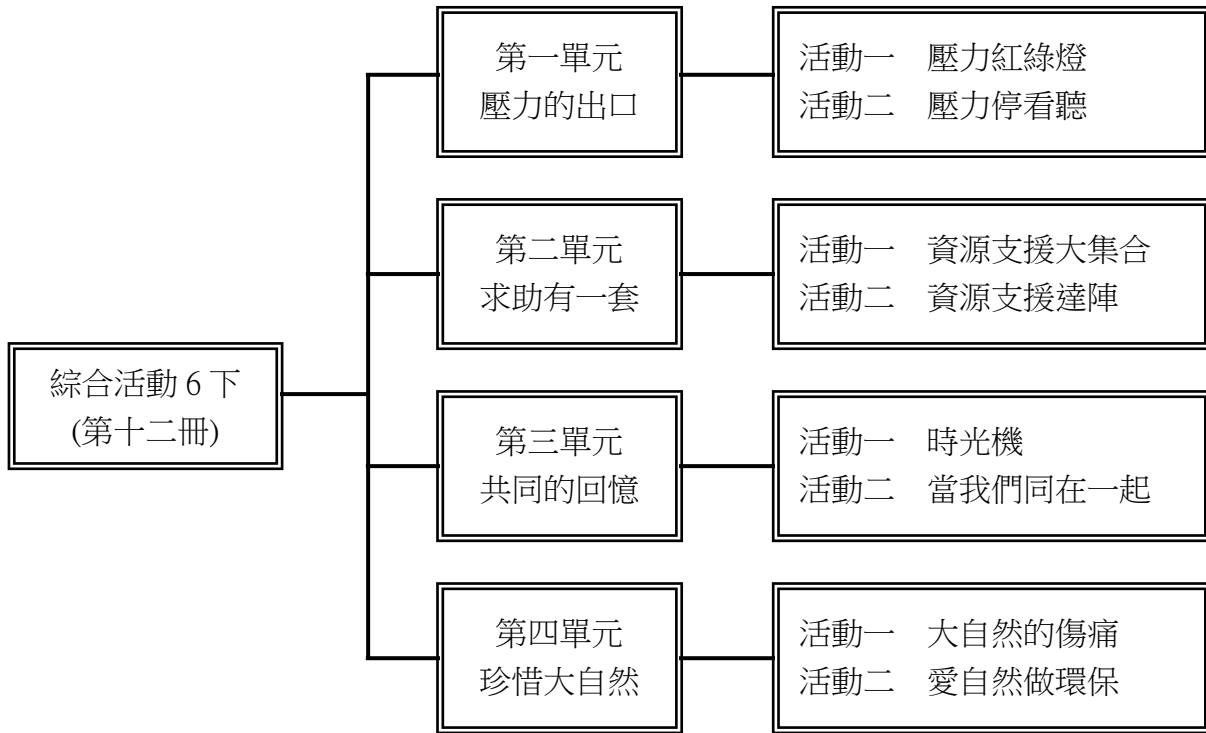 第一單元
壓力的出口
活動一　壓力紅綠燈
活動二　壓力停看聽
第二單元
求助有一套
活動一　資源支援大集合
活動二　資源支援達陣
綜合活動 6 下
(第十二冊)
第三單元
共同的回憶
活動一　時光機
活動二　當我們同在一起
第四單元
珍惜大自然
活動一　大自然的傷痛
活動二　愛自然做環保